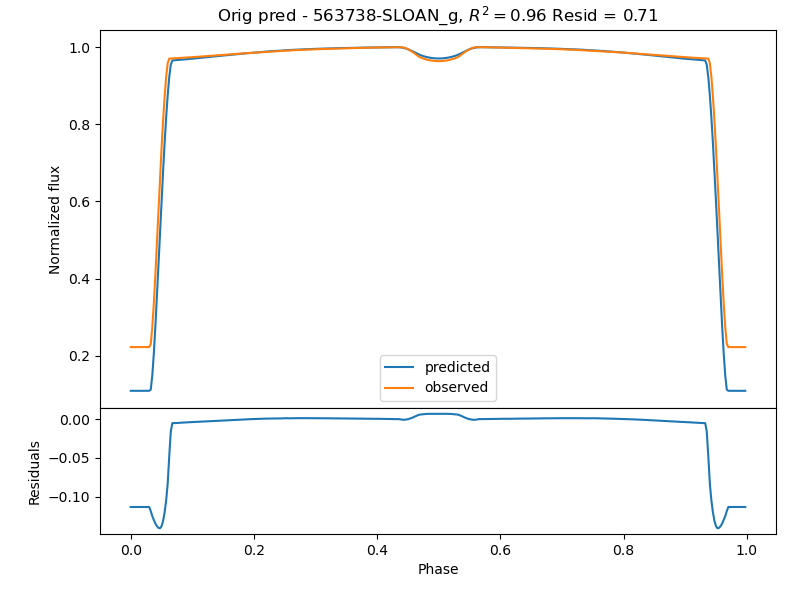 Orig pred - 563738-SLOAN_g, R² = 0.96 Resid = 0.71
Normalized flux
1.0
0.8
0.6
0.4
0.2
predicted
observed
Residuals
0.00
−0.05
−0.10
0.0 0.2 0.4 0.6 0.8 1.0
Phase